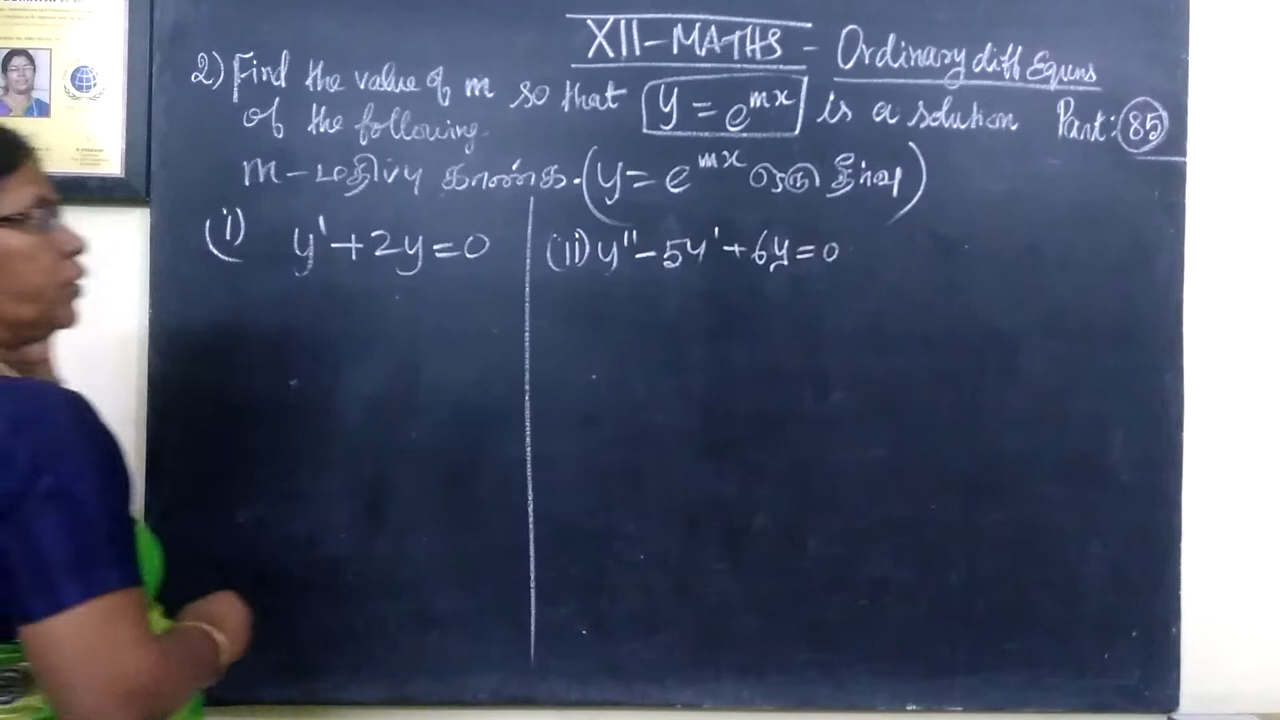 XII-MATHS - Ordinary diff Equns
2) Find the value of m so that y = e^mx is a solution Part: 85
of the following.
m-மதிப்பு காண்க. (y = e^mx ஒரு தீர்வு)
(i) y' + 2y = 0
(ii) y'' - 5y' + 6y = 0